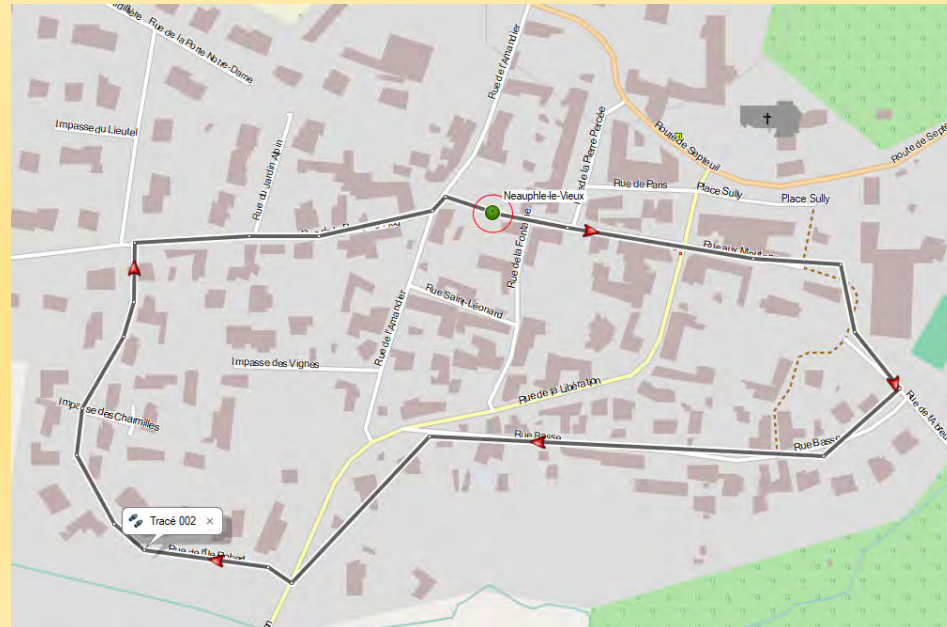 Rue de la Porte Notre-Dame
Rue de l'Amandier
Impasse du Lieutel
Rue du Jardin Alpin
de la Pierre Percée
Route de Septeuil
Route de Septe
Rue de Paris
Place Sully
Place Sully
Neauphle-le-Vieux
Rue de la Fontaine
Rue aux Moutons
Rue Saint-Léonard
Rue de l'Amandier
Impasse des Vignes
Rue de la Libération
Impasse des Charmilles
Rue Basse
Rue Basse
Tracé 002 ×